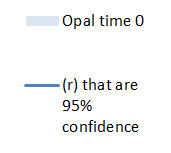 Opal time 0
(r) that are
95%
confidence